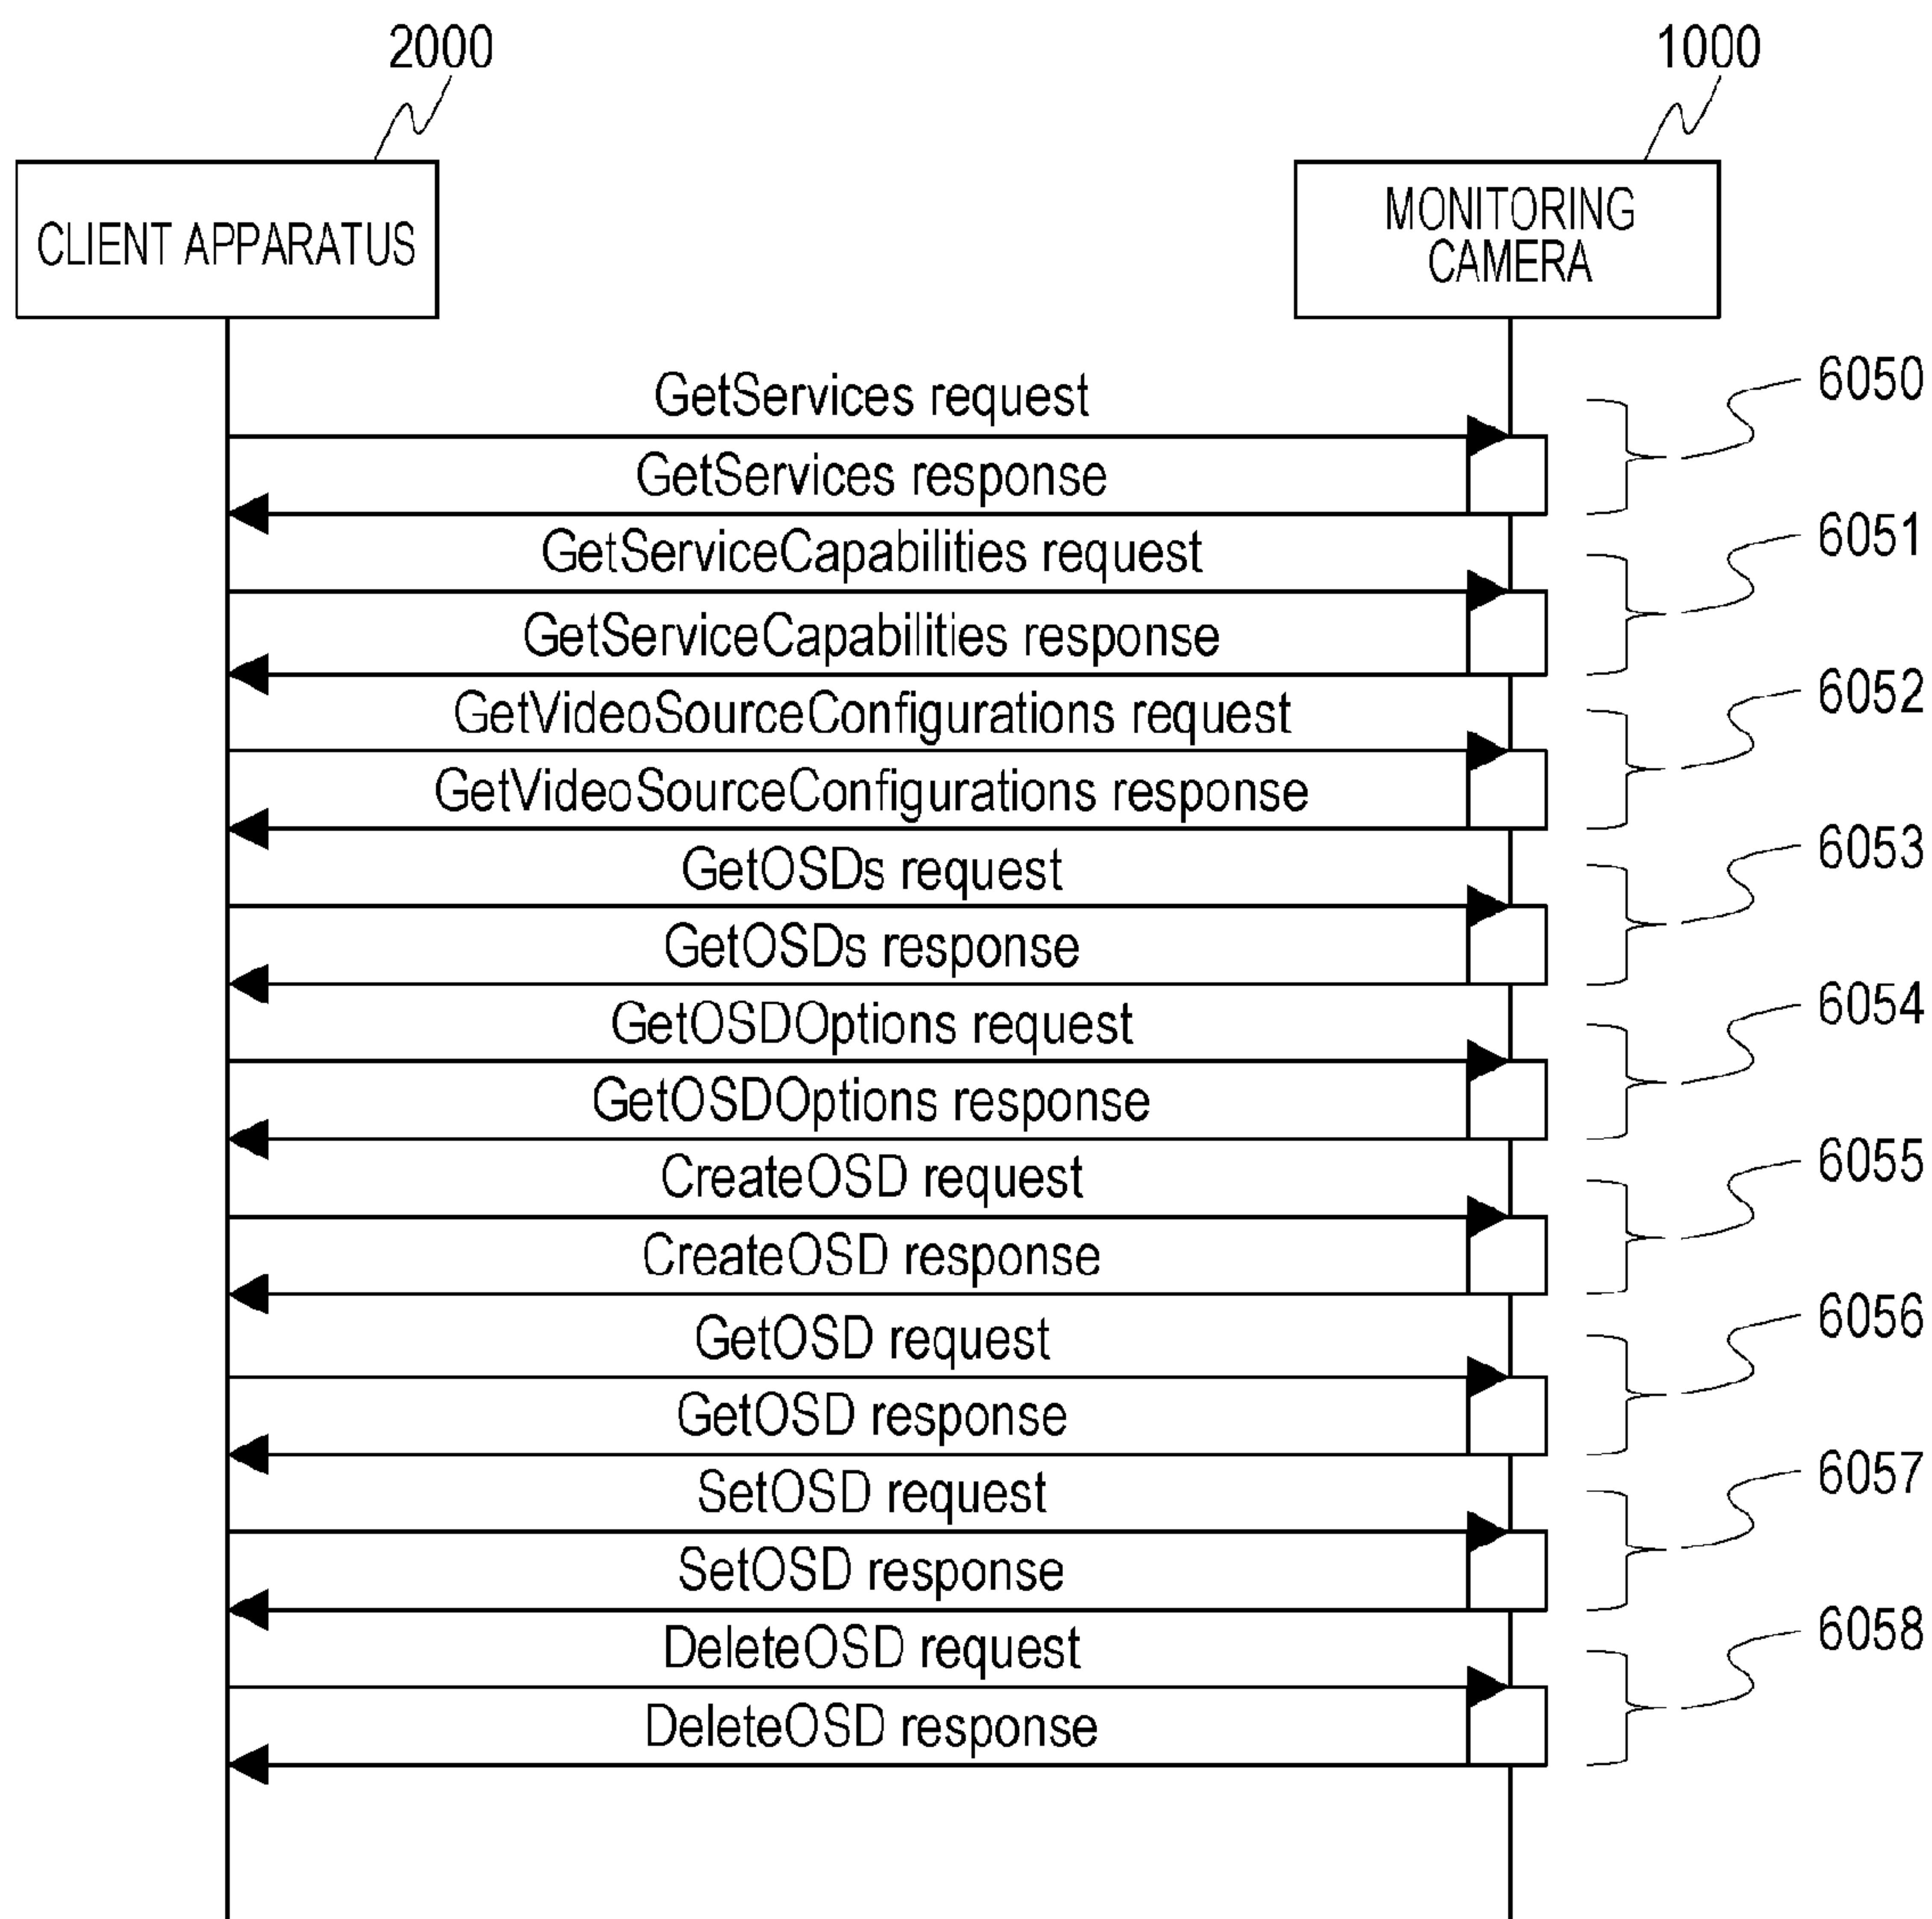 2000
1000
CLIENT APPARATUS
MONITORING
CAMERA
GetServices request
6050
GetServices response
GetServiceCapabilities request
6051
GetServiceCapabilities response
GetVideoSourceConfigurations request
6052
GetVideoSourceConfigurations response
GetOSDs request
6053
GetOSDs response
GetOSDOptions request
6054
GetOSDOptions response
CreateOSD request
6055
CreateOSD response
GetOSD request
6056
GetOSD response
SetOSD request
6057
SetOSD response
DeleteOSD request
6058
DeleteOSD response